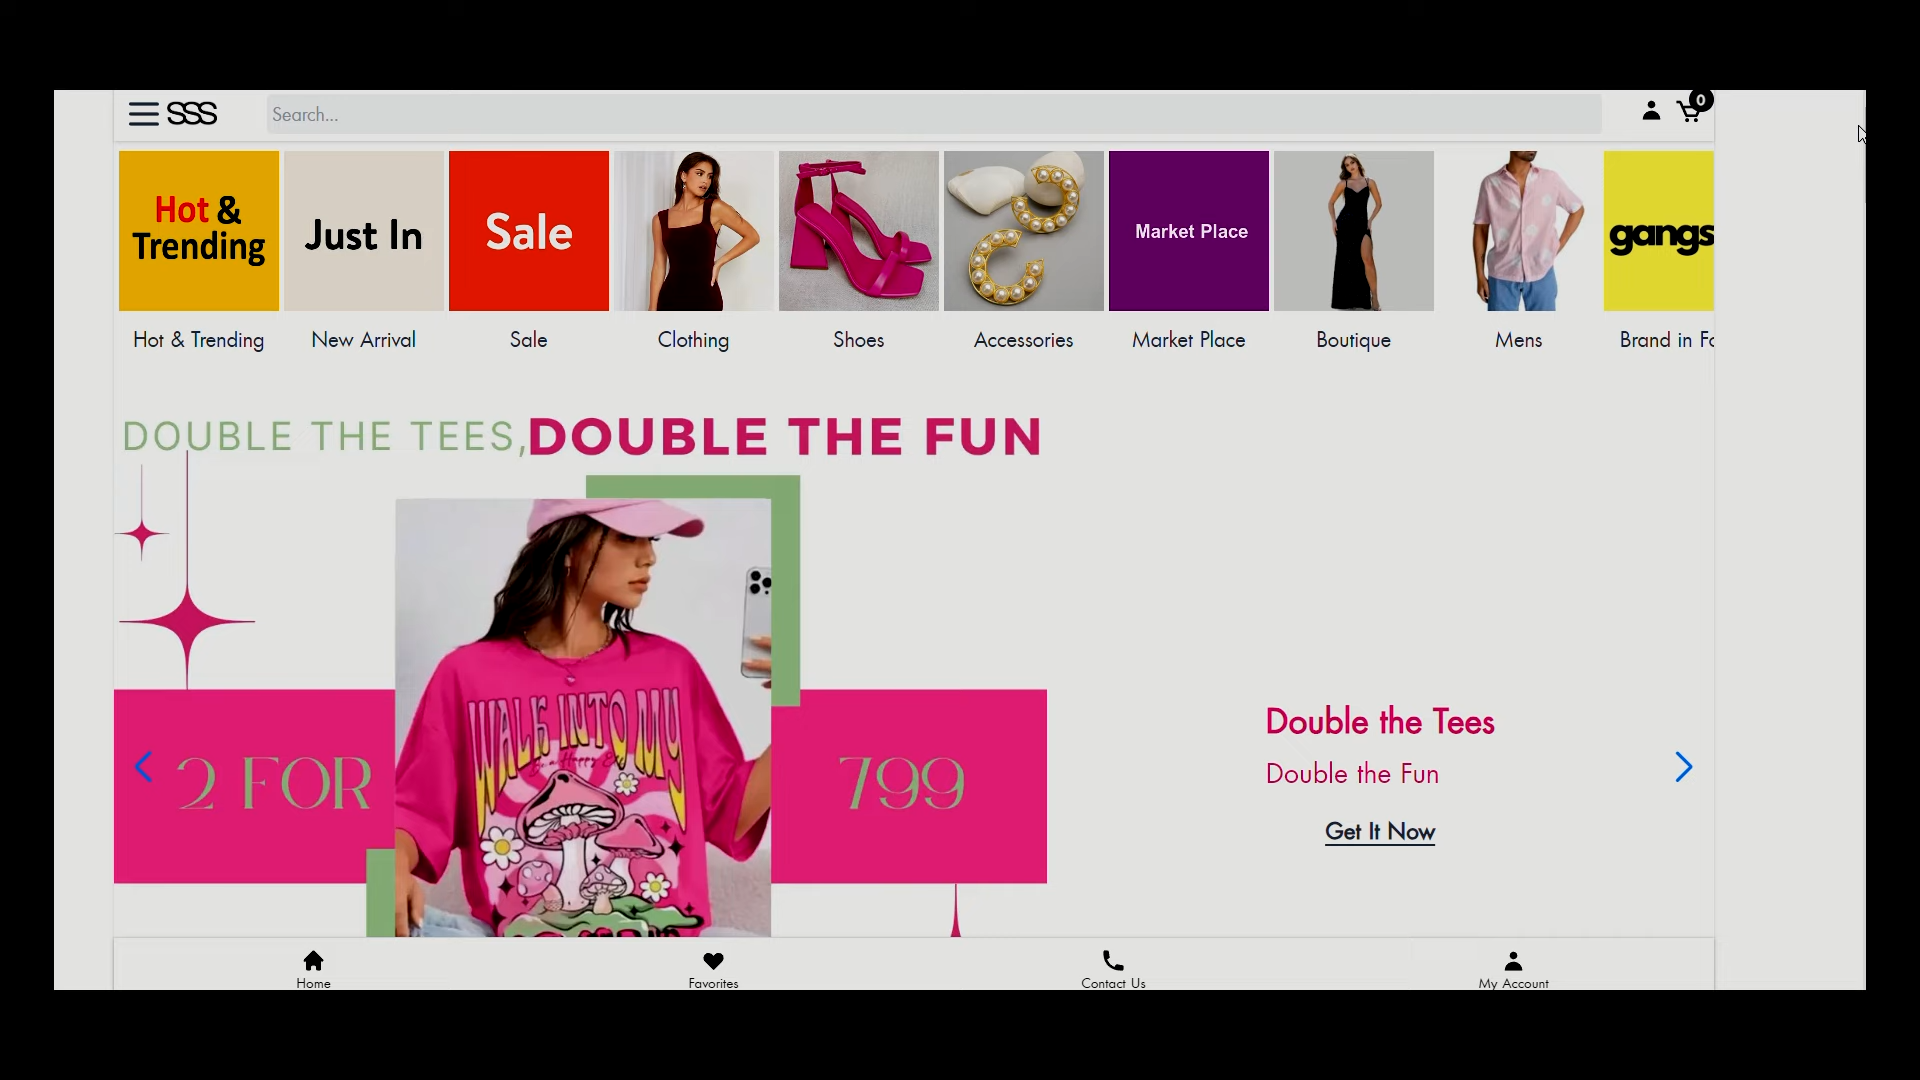 SSS
Search...
0
Hot &
Trending
Just In
Sale
Market Place
gangs
Hot & Trending
New Arrival
Sale
Clothing
Shoes
Accessories
Market Place
Boutique
Mens
Brand in Fo
DOUBLE THE TEES, DOUBLE THE FUN
WALK INTO MY
2 FOR
799
Double the Tees
Double the Fun
Get It Now
Home
Favorites
Contact Us
My Account